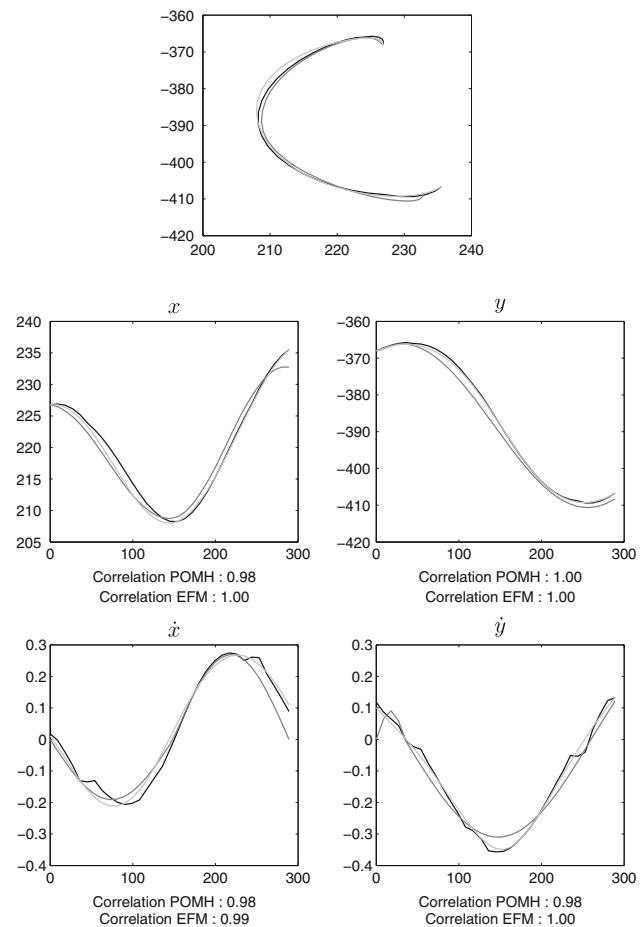 −360
−370
−380
−390
−400
−410
−420
200 210 220 230 240
x y
240
235
230
225
220
215
210
205
0 100 200 300
Correlation POMH : 0.98
Correlation EFM : 1.00
−360
−370
−380
−390
−400
−410
−420
0 100 200 300
Correlation POMH : 1.00
Correlation EFM : 1.00
ẋ ẏ
0.3
0.2
0.1
0
−0.1
−0.2
−0.3
−0.4
0 100 200 300
Correlation POMH : 0.98
Correlation EFM : 0.99
0.3
0.2
0.1
0
−0.1
−0.2
−0.3
−0.4
0 100 200 300
Correlation POMH : 0.98
Correlation EFM : 1.00